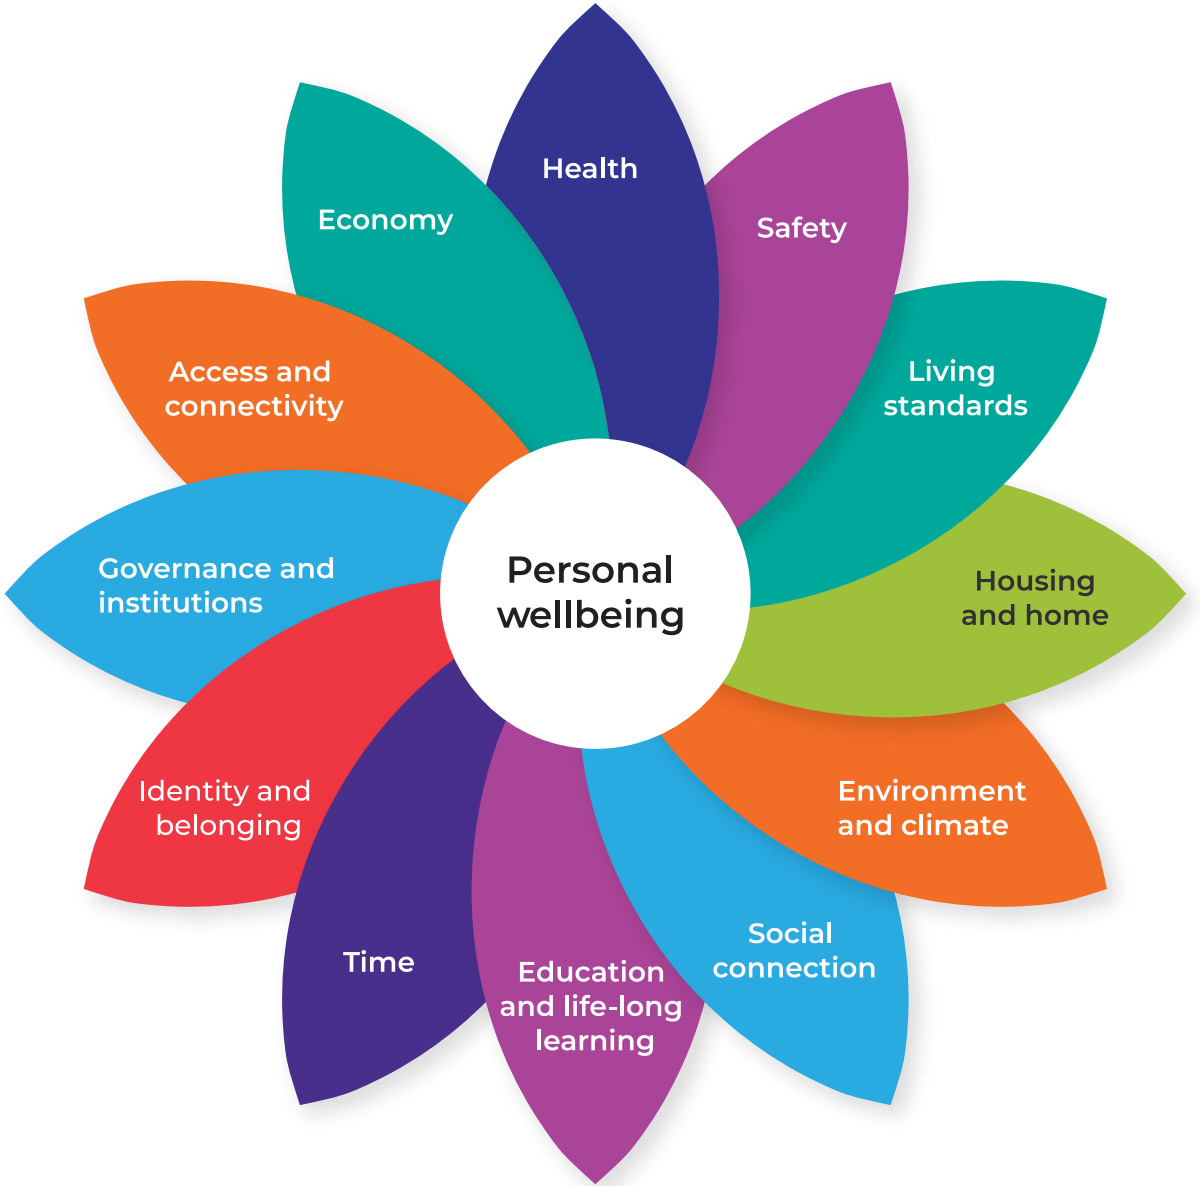 Health
Safety
Living
standards
Housing
and home
Environment
and climate
Social
connection
Education
and life-long
learning
Time
Identity and
belonging
Governance and
institutions
Access and
connectivity
Economy
Personal
wellbeing